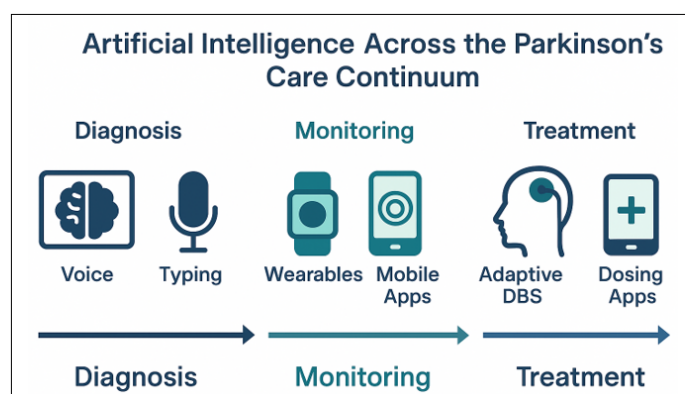 Artificial Intelligence Across the Parkinson's
Care Continuum
Diagnosis
Monitoring
Treatment
Voice
Typing
Wearables
Mobile
Apps
Adaptive
DBS
Dosing
Apps
Diagnosis
Monitoring
Treatment